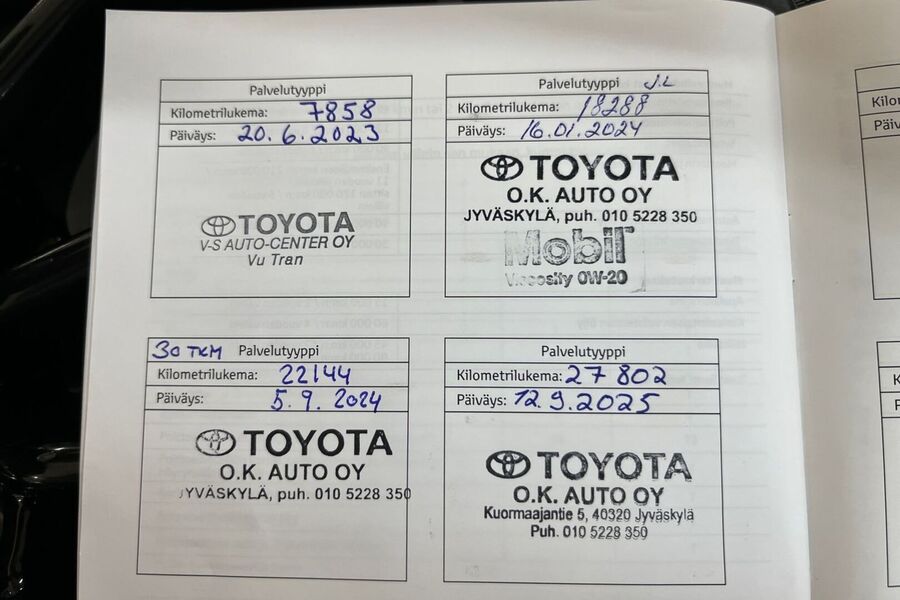 Palvelutyyppi
Kilometrilukema: 7858
Päiväys: 20.6.2023
TOYOTA
V-S AUTO-CENTER OY
Vu Tran
Palvelutyyppi J.L
Kilometrilukema: 18288
Päiväys: 16.01.2024
TOYOTA
O.K. AUTO OY
JYVÄSKYLÄ, puh. 010 5228 350
Mobil
Viscosity 0W-20
30 TKM Palvelutyyppi
Kilometrilukema: 22144
Päiväys: 5.9.2024
TOYOTA
O.K. AUTO OY
JYVÄSKYLÄ, puh. 010 5228 350
Palvelutyyppi
Kilometrilukema: 27 802
Päiväys: 12.9.2025
TOYOTA
O.K. AUTO OY
Kuormaajantie 5, 40320 Jyväskylä
Puh. 010 5228 350